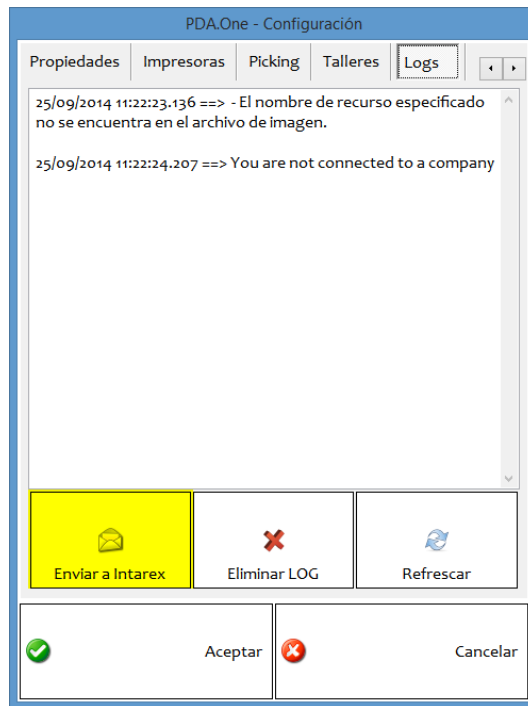 PDA.One - Configuración
Propiedades Impresoras Picking Talleres Logs
25/09/2014 11:22:23.136 ==> - El nombre de recurso especificado
no se encuentra en el archivo de imagen.
25/09/2014 11:22:24.207 ==> You are not connected to a company
Enviar a Intarex Eliminar LOG Refrescar
Aceptar Cancelar